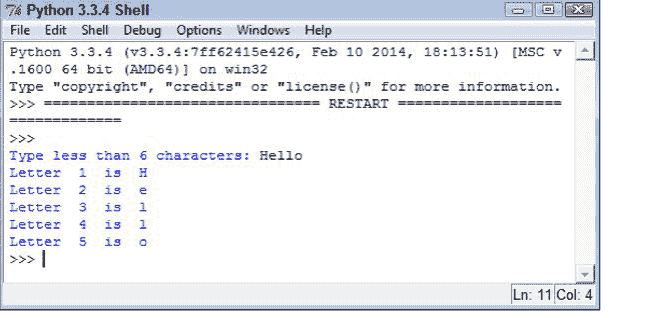 Python 3.3.4 Shell
File Edit Shell Debug Options Windows Help
Python 3.3.4 (v3.3.4:7ff62415e426, Feb 10 2014, 18:13:51) [MSC v
.1600 64 bit (AMD64)] on win32
Type "copyright", "credits" or "license()" for more information.
>>> ================================ RESTART ===================
=============
>>>
Type less than 6 characters: Hello
Letter  1  is  H
Letter  2  is  e
Letter  3  is  l
Letter  4  is  l
Letter  5  is  o
>>>
Ln: 11 Col: 4